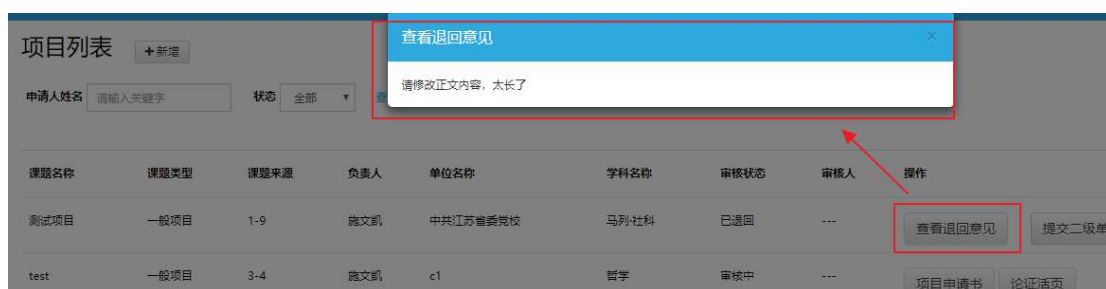 查看退回意见 ×
请修改正文内容，太长了
项目列表 +新增
申请人姓名 请输入关键字 状态 全部
课题名称 课题类型 课题来源 负责人 单位名称 学科名称 审核状态 审核人 操作
测试项目 一般项目 1-9 施文凯 中共江苏省委党校 马列·社科 已退回 --- 查看退回意见 提交二级单
test 一般项目 3-4 施文凯 c1 哲学 审核中 --- 项目申请书 论证活页